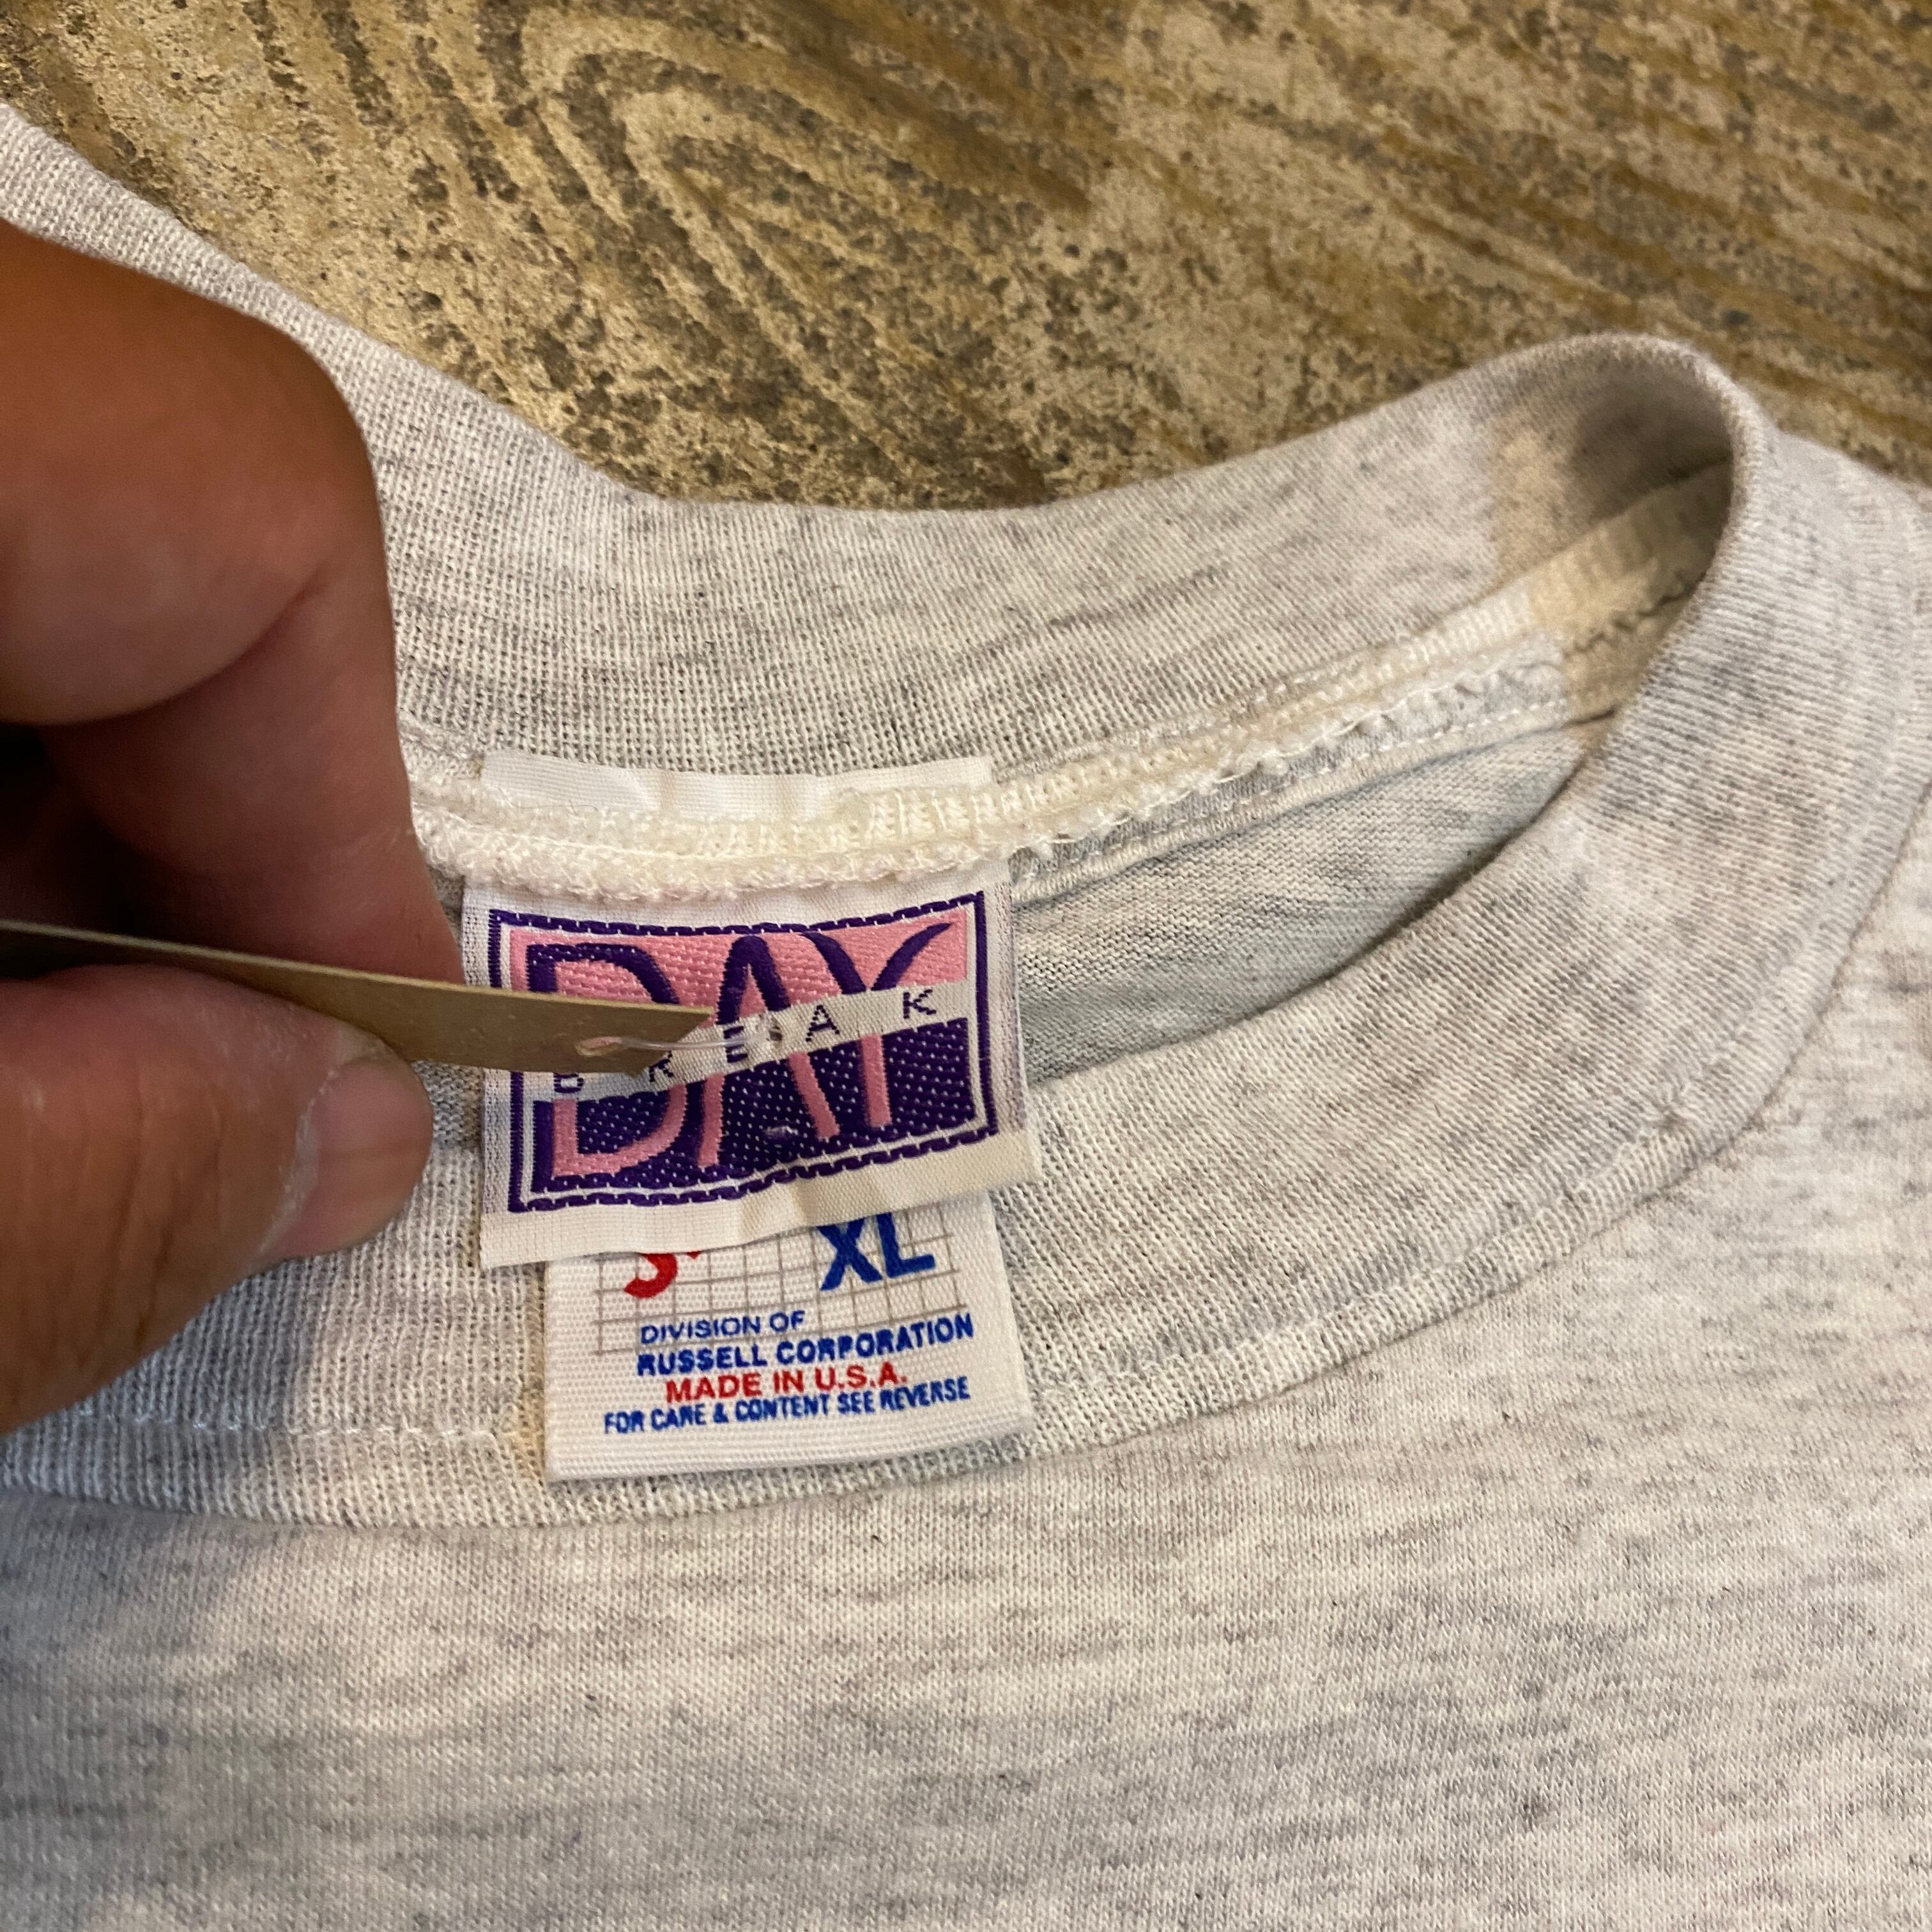 DAY
BREAK
XL
DIVISION OF
RUSSELL CORPORATION
MADE IN U.S.A.
FOR CARE & CONTENT SEE REVERSE